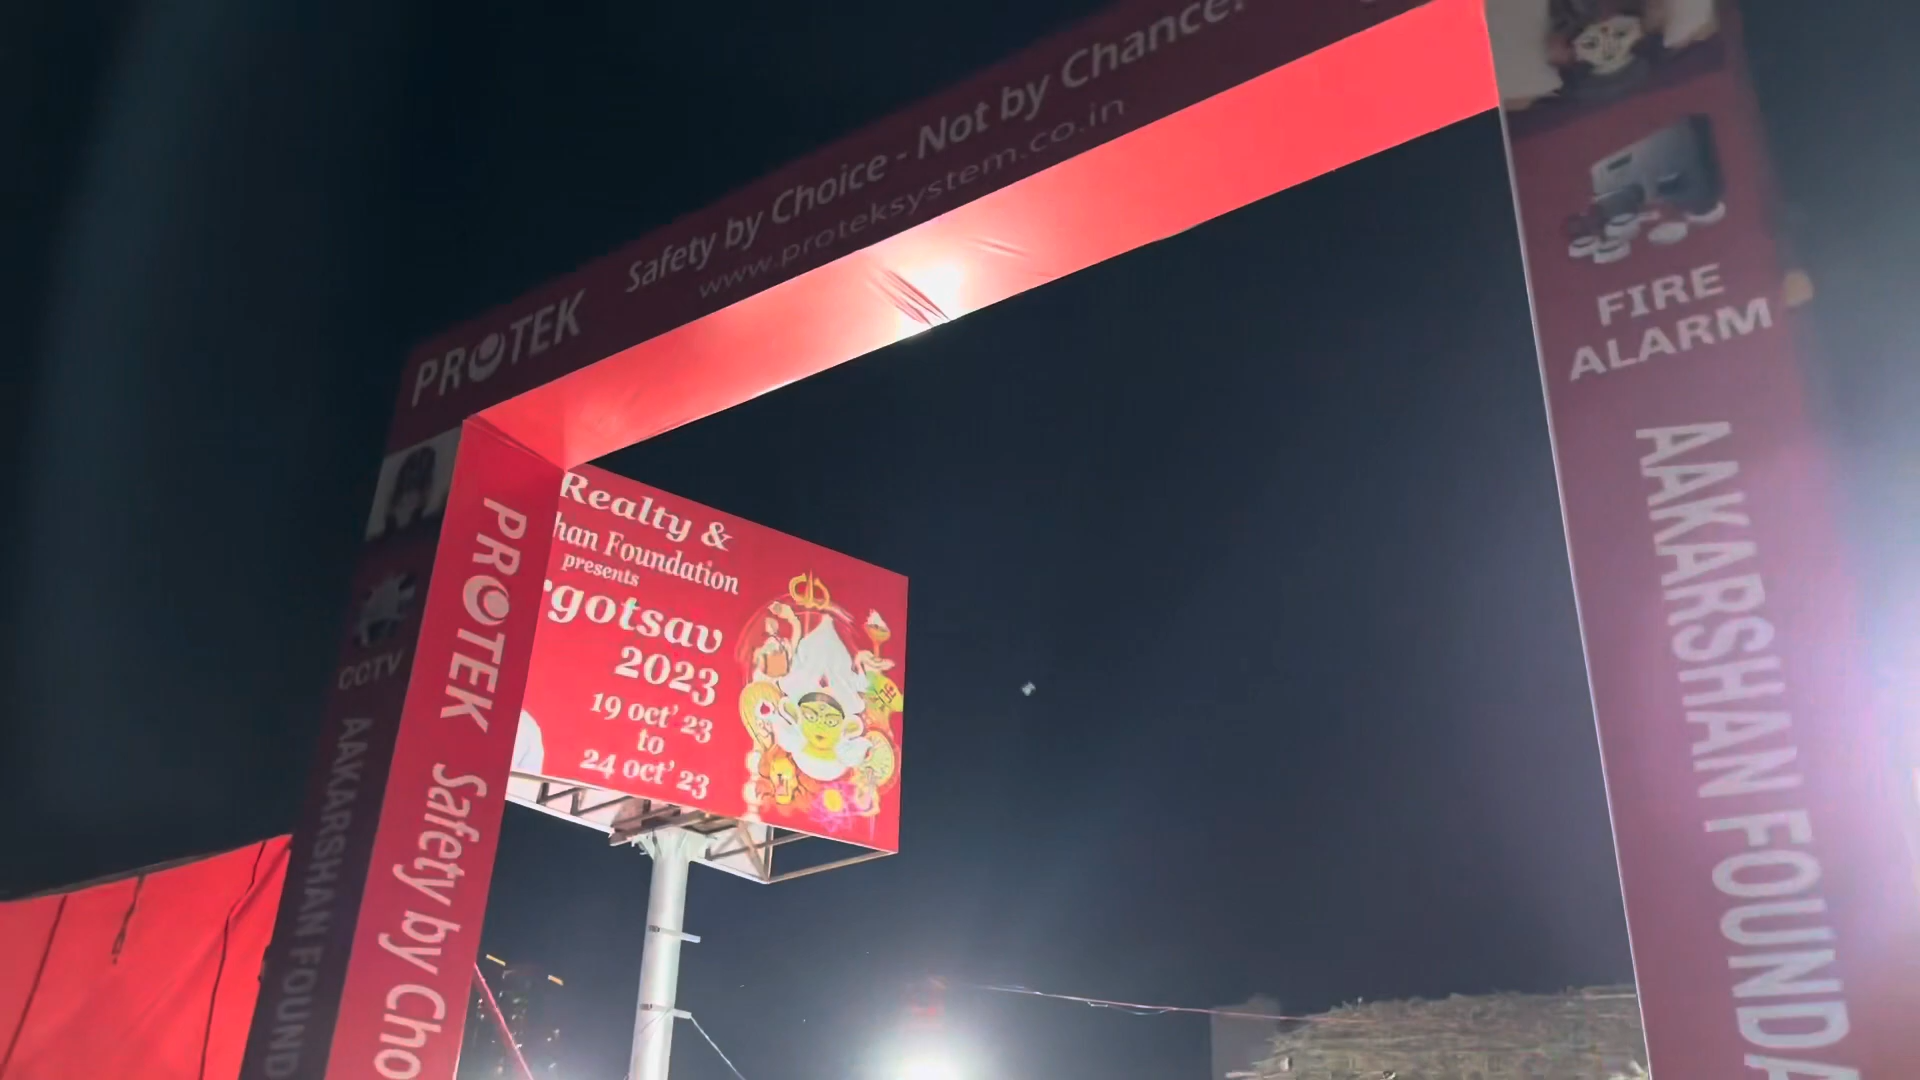 Safety by Choice - Not by Chance.
www.proteksystem.co.in
PROTEK
FIRE
ALARM
AAKARSHAN FOUNDA
CCTV
AAKARSHAN FOUND
PROTEK Safety by Cho
Realty &
han Foundation
presents
rgotsav
2023
19 oct' 23
to
24 oct' 23